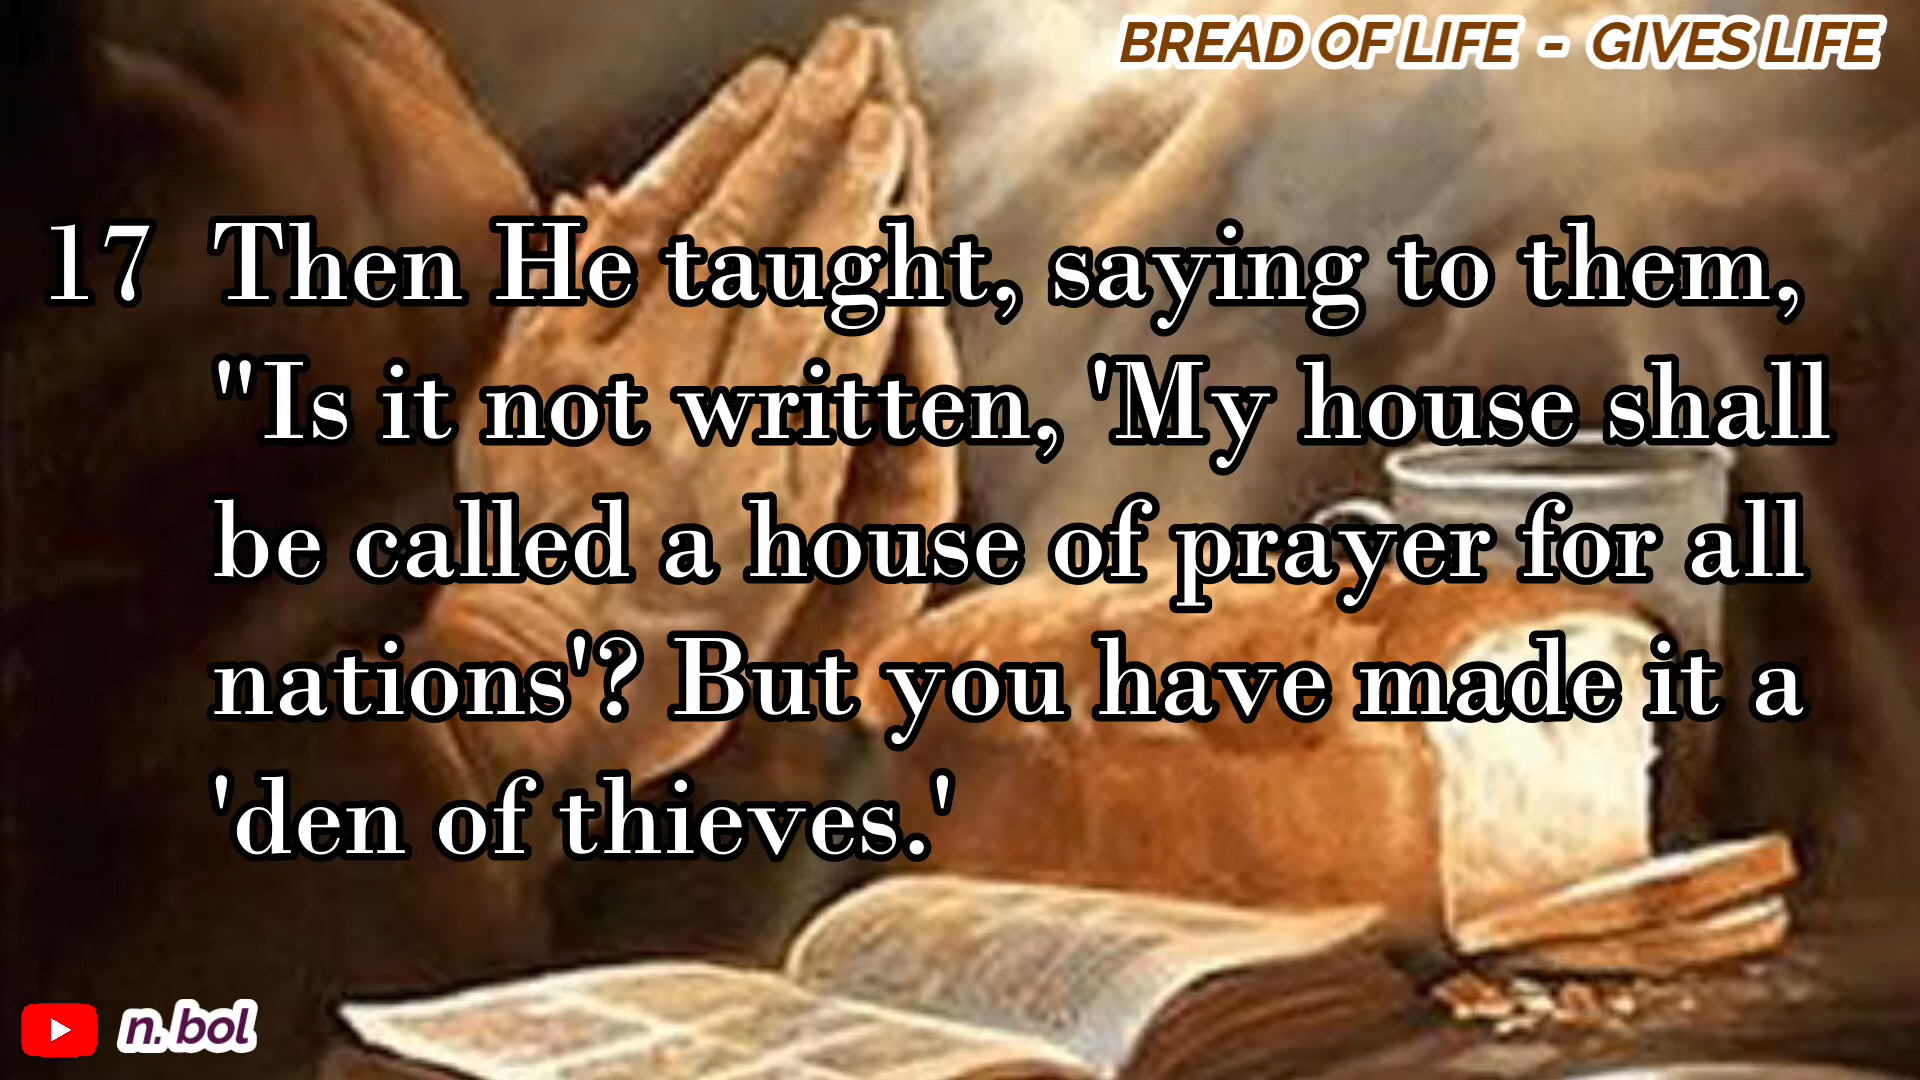 BREAD OF LIFE - GIVES LIFE
17 Then He taught, saying to them,
"Is it not written, 'My house shall
be called a house of prayer for all
nations'? But you have made it a
'den of thieves.'
n. bol